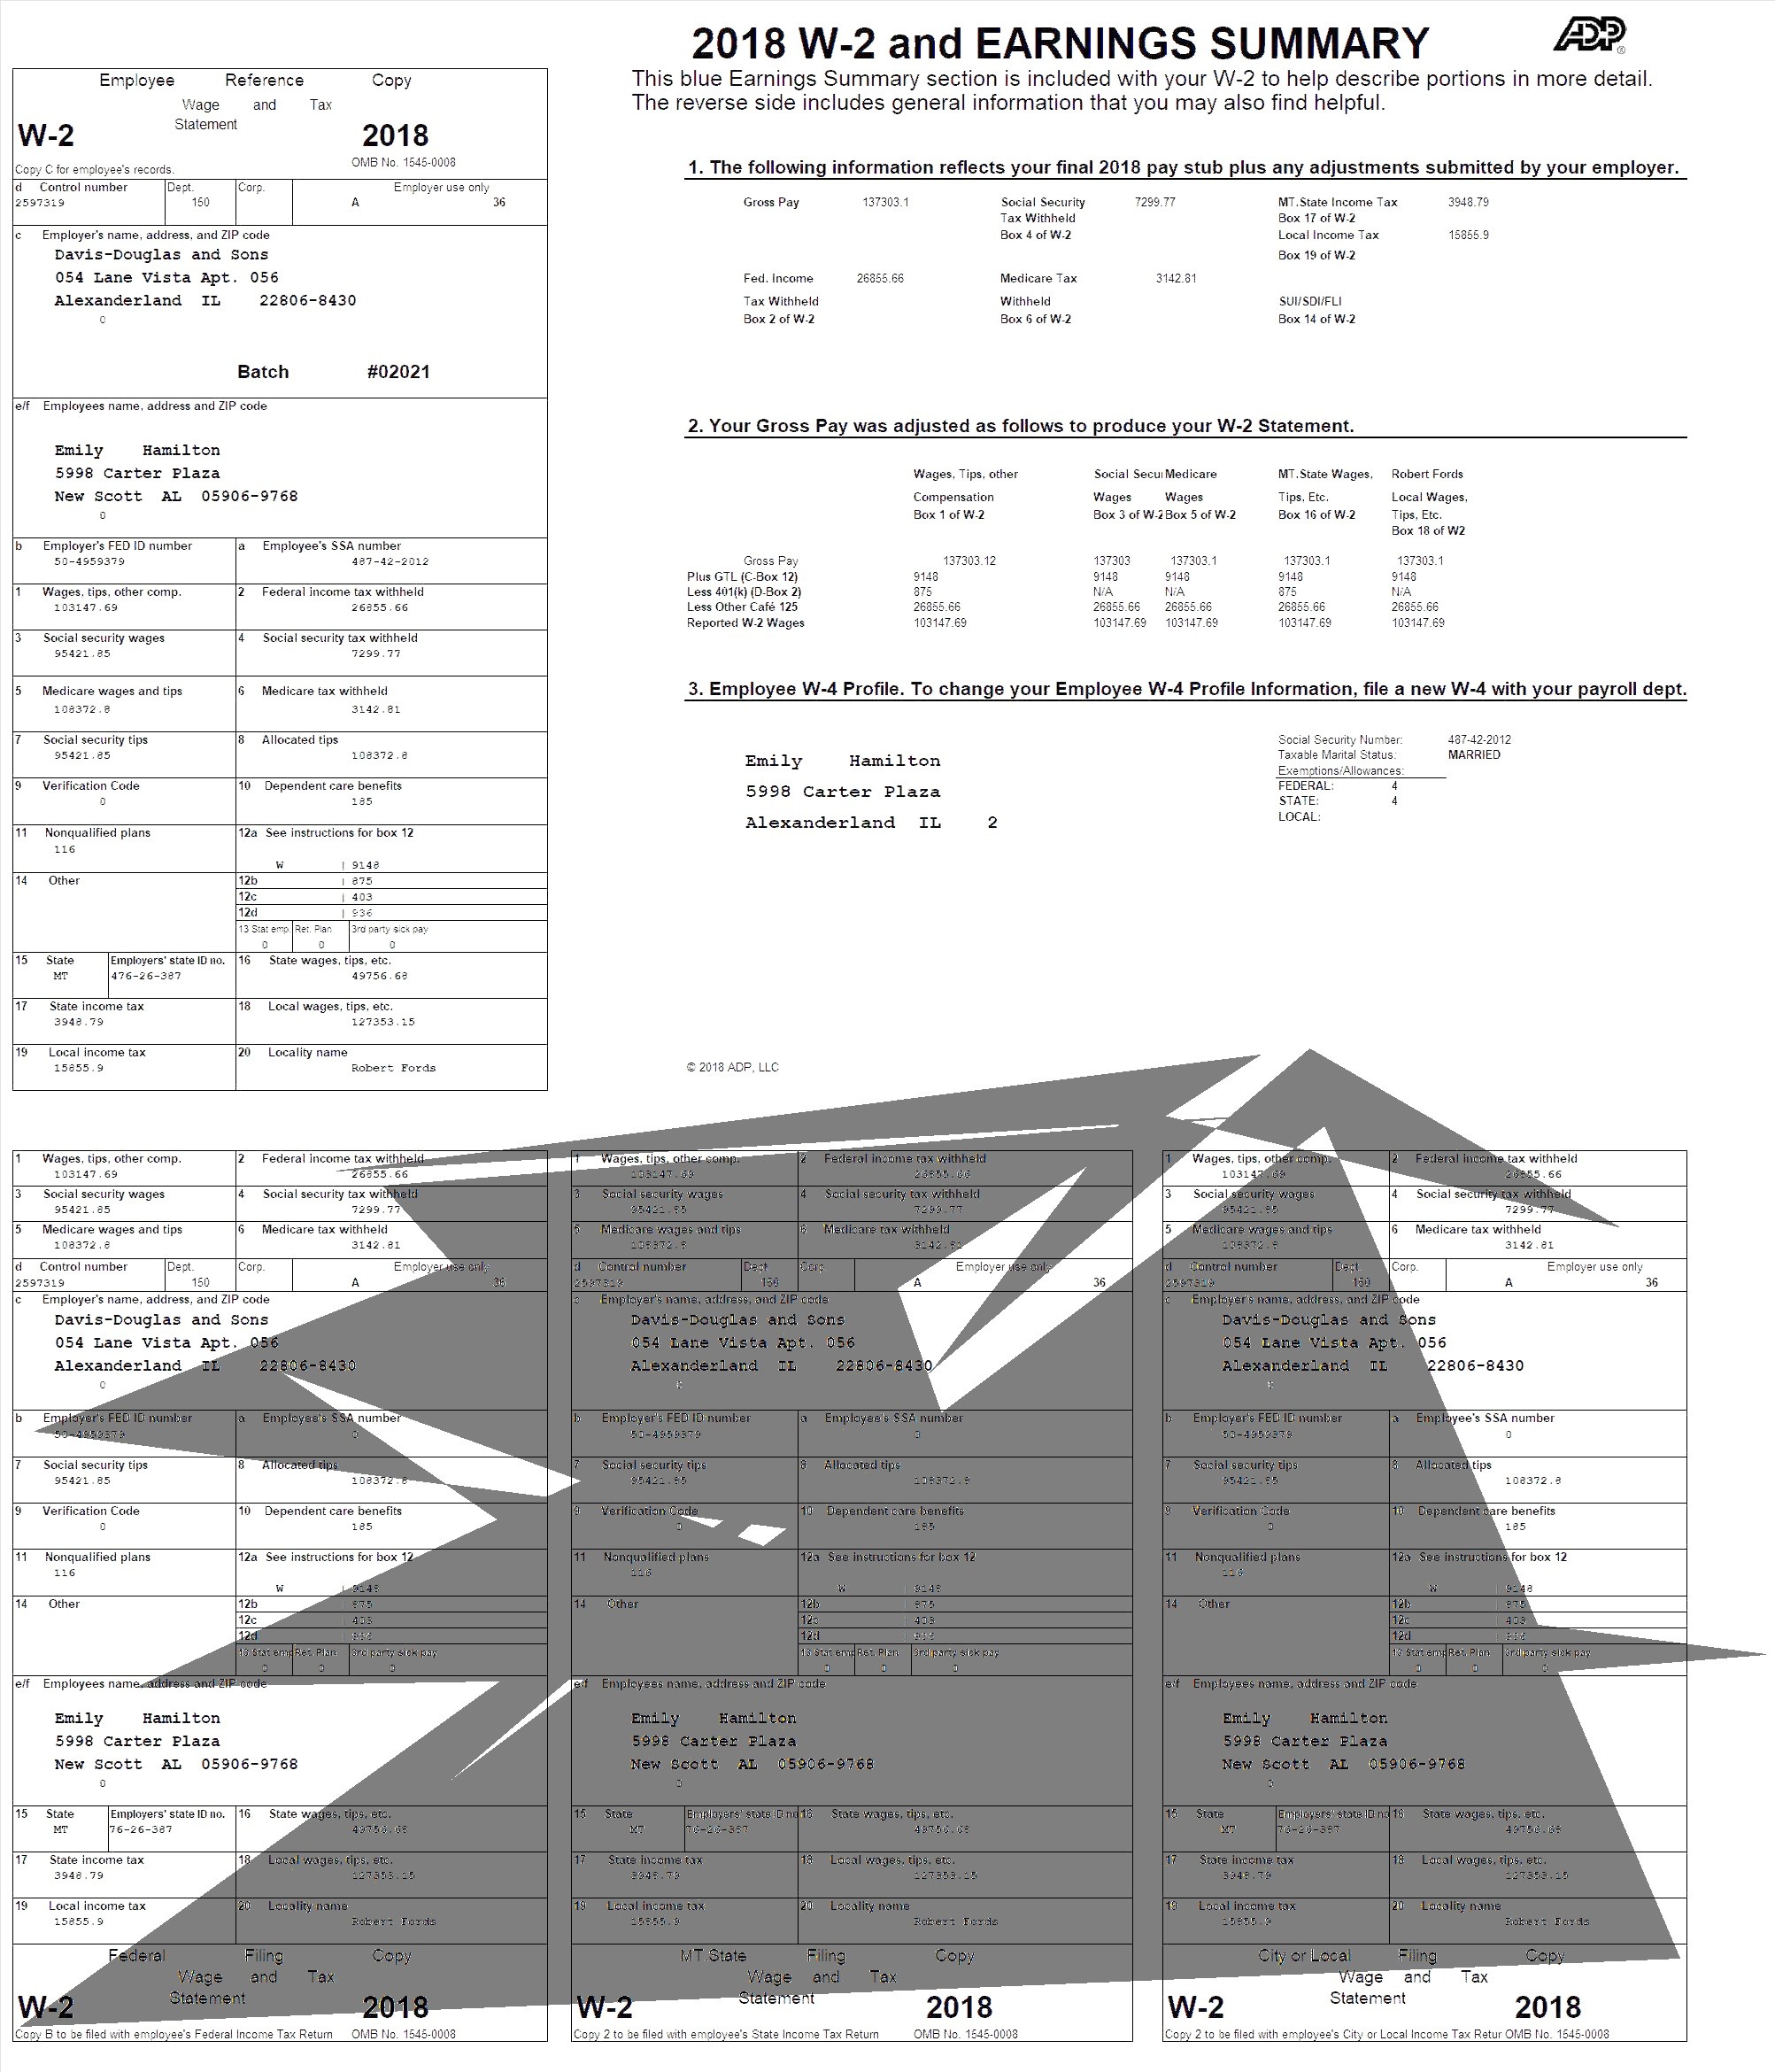 2018 W-2 and EARNINGS SUMMARY
ADP®
This blue Earnings Summary section is included with your W-2 to help describe portions in more detail.
The reverse side includes general information that you may also find helpful.
Employee Reference Copy
Wage and Tax
Statement
W-2 2018
Copy C for employee's records. OMB No. 1545-0008
d Control number Dept. Corp. Employer use only
2597319 150 A 36
c Employer's name, address, and ZIP code
Davis-Douglas and Sons
054 Lane Vista Apt. 056
Alexanderland IL 22806-8430
0
Batch #02021
e/f Employees name, address and ZIP code
Emily Hamilton
5998 Carter Plaza
New Scott AL 05906-9768
0
b Employer's FED ID number a Employee's SSA number
50-4959379 487-42-2012
1 Wages, tips, other comp. 2 Federal income tax withheld
103147.69 26855.66
3 Social security wages 4 Social security tax withheld
95421.85 7299.77
5 Medicare wages and tips 6 Medicare tax withheld
108372.8 3142.81
7 Social security tips 8 Allocated tips
95421.85 108372.8
9 Verification Code 10 Dependent care benefits
0 185
11 Nonqualified plans 12a See instructions for box 12
116
W | 9148
14 Other 12b | 875
12c | 403
12d | 936
13 Stat emp. Ret. Plan 3rd party sick pay
0 0 0
15 State Employers' state ID no. 16 State wages, tips, etc.
MT 476-26-387 49756.68
17 State income tax 18 Local wages, tips, etc.
3948.79 127353.15
19 Local income tax 20 Locality name
15855.9 Robert Fords
1. The following information reflects your final 2018 pay stub plus any adjustments submitted by your employer.
Gross Pay 137303.1 Social Security 7299.77 MT.State Income Tax 3948.79
Tax Withheld Box 17 of W-2
Box 4 of W-2 Local Income Tax 15855.9
Box 19 of W-2
Fed. Income 26855.66 Medicare Tax 3142.81
Tax Withheld Withheld SUI/SDI/FLI
Box 2 of W-2 Box 6 of W-2 Box 14 of W-2
2. Your Gross Pay was adjusted as follows to produce your W-2 Statement.
Wages, Tips, other Social Secu Medicare MT.State Wages, Robert Fords
Compensation Wages Wages Tips, Etc. Local Wages,
Box 1 of W-2 Box 3 of W-2 Box 5 of W-2 Box 16 of W-2 Tips, Etc.
Box 18 of W2
Gross Pay 137303.12 137303 137303.1 137303.1 137303.1
Plus GTL (C-Box 12) 9148 9148 9148 9148 9148
Less 401(k) (D-Box 2) 875 N/A N/A 875 N/A
Less Other Café 125 26855.66 26855.66 26855.66 26855.66 26855.66
Reported W-2 Wages 103147.69 103147.69 103147.69 103147.69 103147.69
3. Employee W-4 Profile. To change your Employee W-4 Profile Information, file a new W-4 with your payroll dept.
Social Security Number: 487-42-2012
Emily Hamilton Taxable Marital Status: MARRIED
Exemptions/Allowances:
5998 Carter Plaza FEDERAL: 4
STATE: 4
Alexanderland IL 2 LOCAL:
© 2018 ADP, LLC
1 Wages, tips, other comp. 2 Federal income tax withheld
103147.69 26855.66
3 Social security wages 4 Social security tax withheld
95421.85 7299.77
5 Medicare wages and tips 6 Medicare tax withheld
108372.8 3142.81
d Control number Dept. Corp. Employer use only
2597319 150 A 36
c Employer's name, address, and ZIP code
Davis-Douglas and Sons
054 Lane Vista Apt. 056
Alexanderland IL 22806-8430
0
b Employer's FED ID number a Employee's SSA number
50-4959379 0
7 Social security tips 8 Allocated tips
95421.85 108372.8
9 Verification Code 10 Dependent care benefits
0 185
11 Nonqualified plans 12a See instructions for box 12
116
W | 9148
14 Other 12b | 875
12c | 403
12d | 936
13 Stat emp Ret. Plan 3rd party sick pay
0 0 0
e/f Employees name, address and ZIP code
Emily Hamilton
5998 Carter Plaza
New Scott AL 05906-9768
0
15 State Employers' state ID no. 16 State wages, tips, etc.
MT 76-26-387 49756.68
17 State income tax 18 Local wages, tips, etc.
3948.79 127353.15
19 Local income tax 20 Locality name
15855.9 Robert Fords
Federal Filing Copy
Wage and Tax
Statement
W-2 2018
Copy B to be filed with employee's Federal Income Tax Return OMB No. 1545-0008
1 Wages, tips, other comp. 2 Federal income tax withheld
103147.69 26855.66
3 Social security wages 4 Social security tax withheld
95421.85 7299.77
5 Medicare wages and tips 6 Medicare tax withheld
108372.8 3142.81
d Control number Dept. Corp. Employer use only
2597319 150 A 36
c Employer's name, address, and ZIP code
Davis-Douglas and Sons
054 Lane Vista Apt. 056
Alexanderland IL 22806-8430
0
b Employer's FED ID number a Employee's SSA number
50-4959379 0
7 Social security tips 8 Allocated tips
95421.85 108372.8
9 Verification Code 10 Dependent care benefits
0 185
11 Nonqualified plans 12a See instructions for box 12
116
W | 9148
14 Other 12b | 875
12c | 403
12d | 936
13 Stat emp Ret. Plan 3rd party sick pay
0 0 0
e/f Employees name, address and ZIP code
Emily Hamilton
5998 Carter Plaza
New Scott AL 05906-9768
0
15 State Employers' state ID no 16 State wages, tips, etc.
MT 76-26-387 49756.68
17 State income tax 18 Local wages, tips, etc.
3948.79 127353.15
19 Local income tax 20 Locality name
15855.9 Robert Fords
MT.State Filing Copy
Wage and Tax
Statement
W-2 2018
Copy 2 to be filed with employee's State Income Tax Return OMB No. 1545-0008
1 Wages, tips, other comp. 2 Federal income tax withheld
103147.69 26855.66
3 Social security wages 4 Social security tax withheld
95421.85 7299.77
5 Medicare wages and tips 6 Medicare tax withheld
108372.8 3142.81
d Control number Dept. Corp. Employer use only
2597319 150 A 36
c Employer's name, address, and ZIP code
Davis-Douglas and Sons
054 Lane Vista Apt. 056
Alexanderland IL 22806-8430
0
b Employer's FED ID number a Employee's SSA number
50-4959379 0
7 Social security tips 8 Allocated tips
95421.85 108372.8
9 Verification Code 10 Dependent care benefits
0 185
11 Nonqualified plans 12a See instructions for box 12
116
W | 9148
14 Other 12b | 875
12c | 403
12d | 936
13 Stat emp Ret. Plan 3rd party sick pay
0 0 0
e/f Employees name, address and ZIP code
Emily Hamilton
5998 Carter Plaza
New Scott AL 05906-9768
0
15 State Employers' state ID no 16 State wages, tips, etc.
MT 76-26-387 49756.68
17 State income tax 18 Local wages, tips, etc.
3948.79 127353.15
19 Local income tax 20 Locality name
15855.9 Robert Fords
City or Local Filing Copy
Wage and Tax
Statement
W-2 2018
Copy 2 to be filed with employee's City or Local Income Tax Retur OMB No. 1545-0008